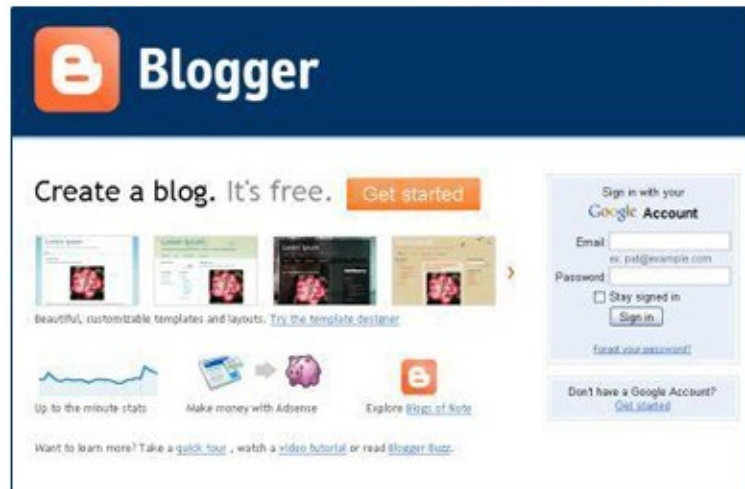 Blogger
Create a blog. It's free. Get started
Beautiful, customizable templates and layouts. Try the template designer
Up to the minute stats
Make money with Adsense
Explore Blogs of Note
Want to learn more? Take a quick tour , watch a video tutorial or read Blogger Buzz.
Sign in with your
Google Account
Email
ex: pat@example.com
Password
Stay signed in
Sign in
Forgot your password?
Don't have a Google Account?
Get started